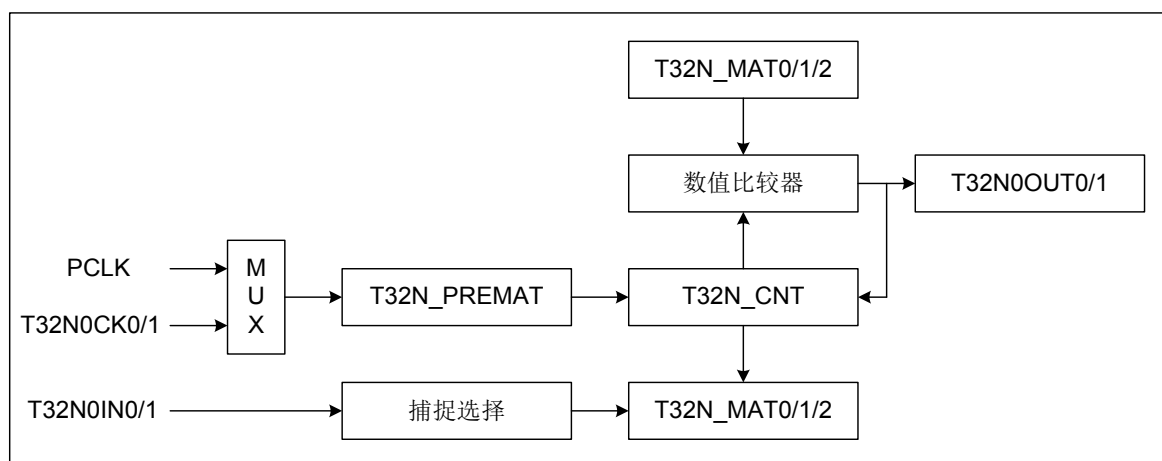 T32N_MAT0/1/2
数值比较器
T32N0OUT0/1
PCLK
MUX
T32N_PREMAT
T32N_CNT
T32N0CK0/1
T32N0IN0/1
捕捉选择
T32N_MAT0/1/2